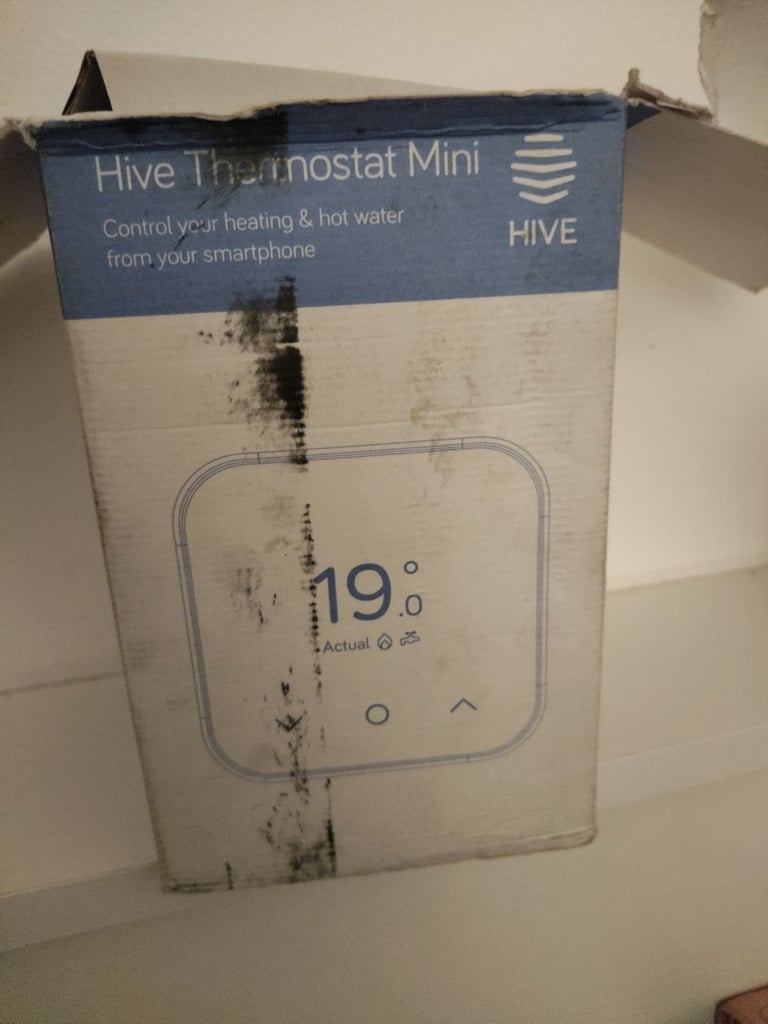 Hive Thermostat Mini
Control your heating & hot water
from your smartphone
HIVE
19.0°
Actual